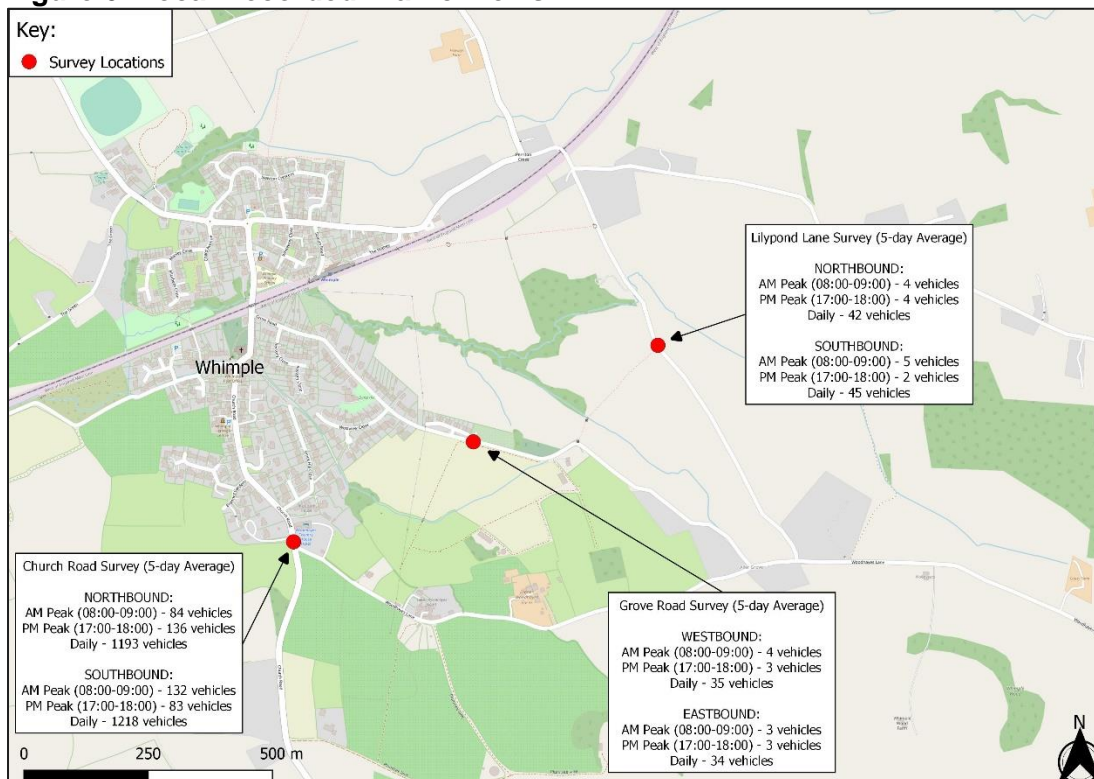 Key:
Survey Locations
Whimple
Lilypond Lane Survey (5-day Average)
NORTHBOUND:
AM Peak (08:00-09:00) - 4 vehicles
PM Peak (17:00-18:00) - 4 vehicles
Daily - 42 vehicles
SOUTHBOUND:
AM Peak (08:00-09:00) - 5 vehicles
PM Peak (17:00-18:00) - 2 vehicles
Daily - 45 vehicles
Church Road Survey (5-day Average)
NORTHBOUND:
AM Peak (08:00-09:00) - 84 vehicles
PM Peak (17:00-18:00) - 136 vehicles
Daily - 1193 vehicles
SOUTHBOUND:
AM Peak (08:00-09:00) - 132 vehicles
PM Peak (17:00-18:00) - 83 vehicles
Daily - 1218 vehicles
Grove Road Survey (5-day Average)
WESTBOUND:
AM Peak (08:00-09:00) - 4 vehicles
PM Peak (17:00-18:00) - 3 vehicles
Daily - 35 vehicles
EASTBOUND:
AM Peak (08:00-09:00) - 3 vehicles
PM Peak (17:00-18:00) - 3 vehicles
Daily - 34 vehicles
Church Road
Church Road
Grove Road
0 250 500 m
N